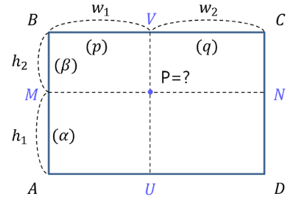 w₁ w₂
B V C
(p) (q)
h₂ (β) P=?
M N
h₁ (α)
A U D